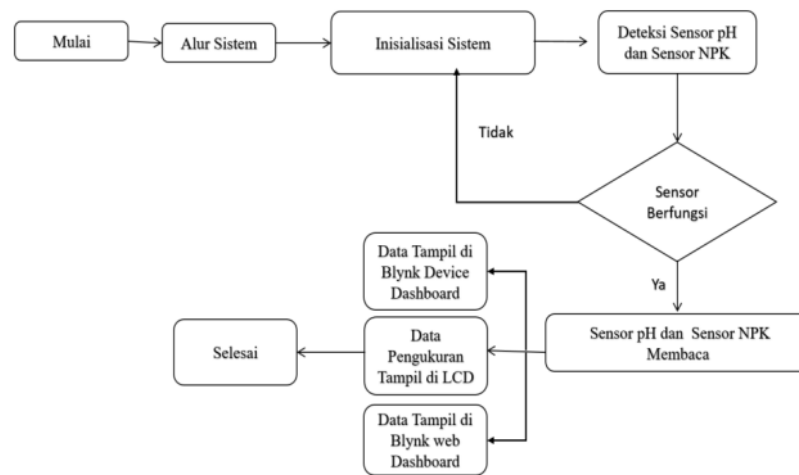 Mulai
Alur Sistem
Inisialisasi Sistem
Deteksi Sensor pH
dan Sensor NPK
Tidak
Sensor
Berfungsi
Ya
Sensor pH dan Sensor NPK
Membaca
Data Tampil di
Blynk Device
Dashboard
Data
Pengukuran
Tampil di LCD
Selesai
Data Tampil di
Blynk web
Dashboard